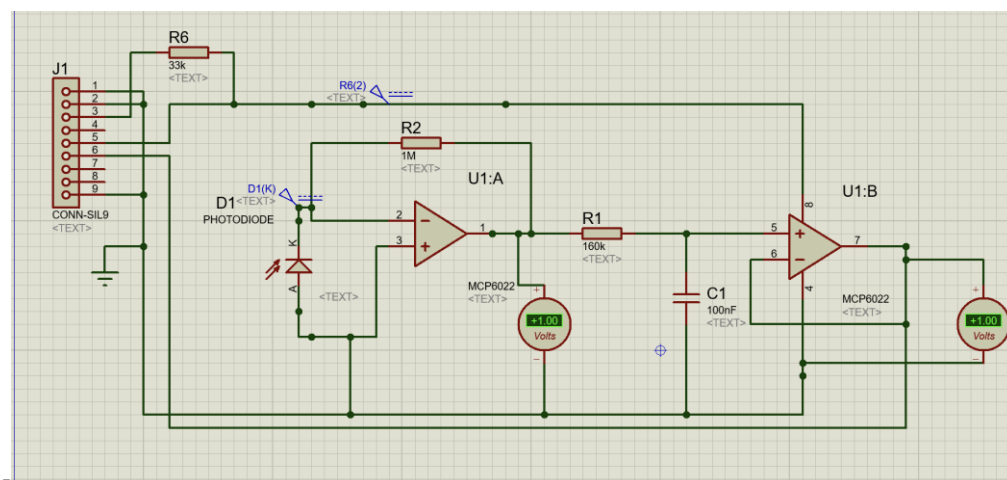 R6
33k
<TEXT>
J1
1
2
3
4
5
6
7
8
9
CONN-SIL9
<TEXT>
R6(2)
<TEXT>
R2
1M
<TEXT>
U1:A
D1(K)
<TEXT>
D1
PHOTODIODE
K
A
<TEXT>
2
3
1
MCP6022
<TEXT>
R1
160k
<TEXT>
+1.00
Volts
C1
100nF
<TEXT>
U1:B
8
5
6
7
4
MCP6022
<TEXT>
+1.00
Volts